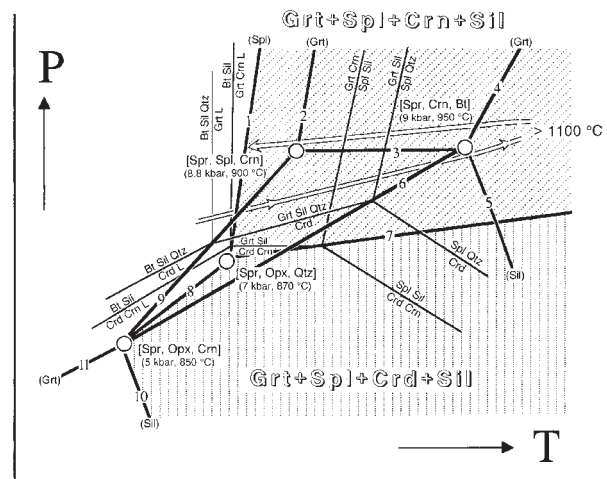 Grt+Spl+Crn+Sil
P
(Spl)
(Grt)
(Grt)
Bt Sil Qtz
Grt L
Bt Sil
Grt Crn L
1
2
Grt Crn
Spl Sil
Grt Sil
Spl Qtz
4
[Spr, Crn, Bt]
(9 kbar, 950 °C)
> 1100 °C
[Spr, Spl, Crn]
(8.8 kbar, 900 °C)
3
6
5
Grt Sil Qtz
Crd
Grt Sil
Crd Crn
7
Bt Sil Qtz
Crd L
Bt Sil
Crd Crn L
9
8
[Spr, Opx, Qtz]
(7 kbar, 870 °C)
Spl Qtz
Crd
(Sil)
Spl Sil
Crd Crn
[Spr, Opx, Crn]
(5 kbar, 850 °C)
11
(Grt)
10
(Sil)
Grt+Spl+Crd+Sil
T